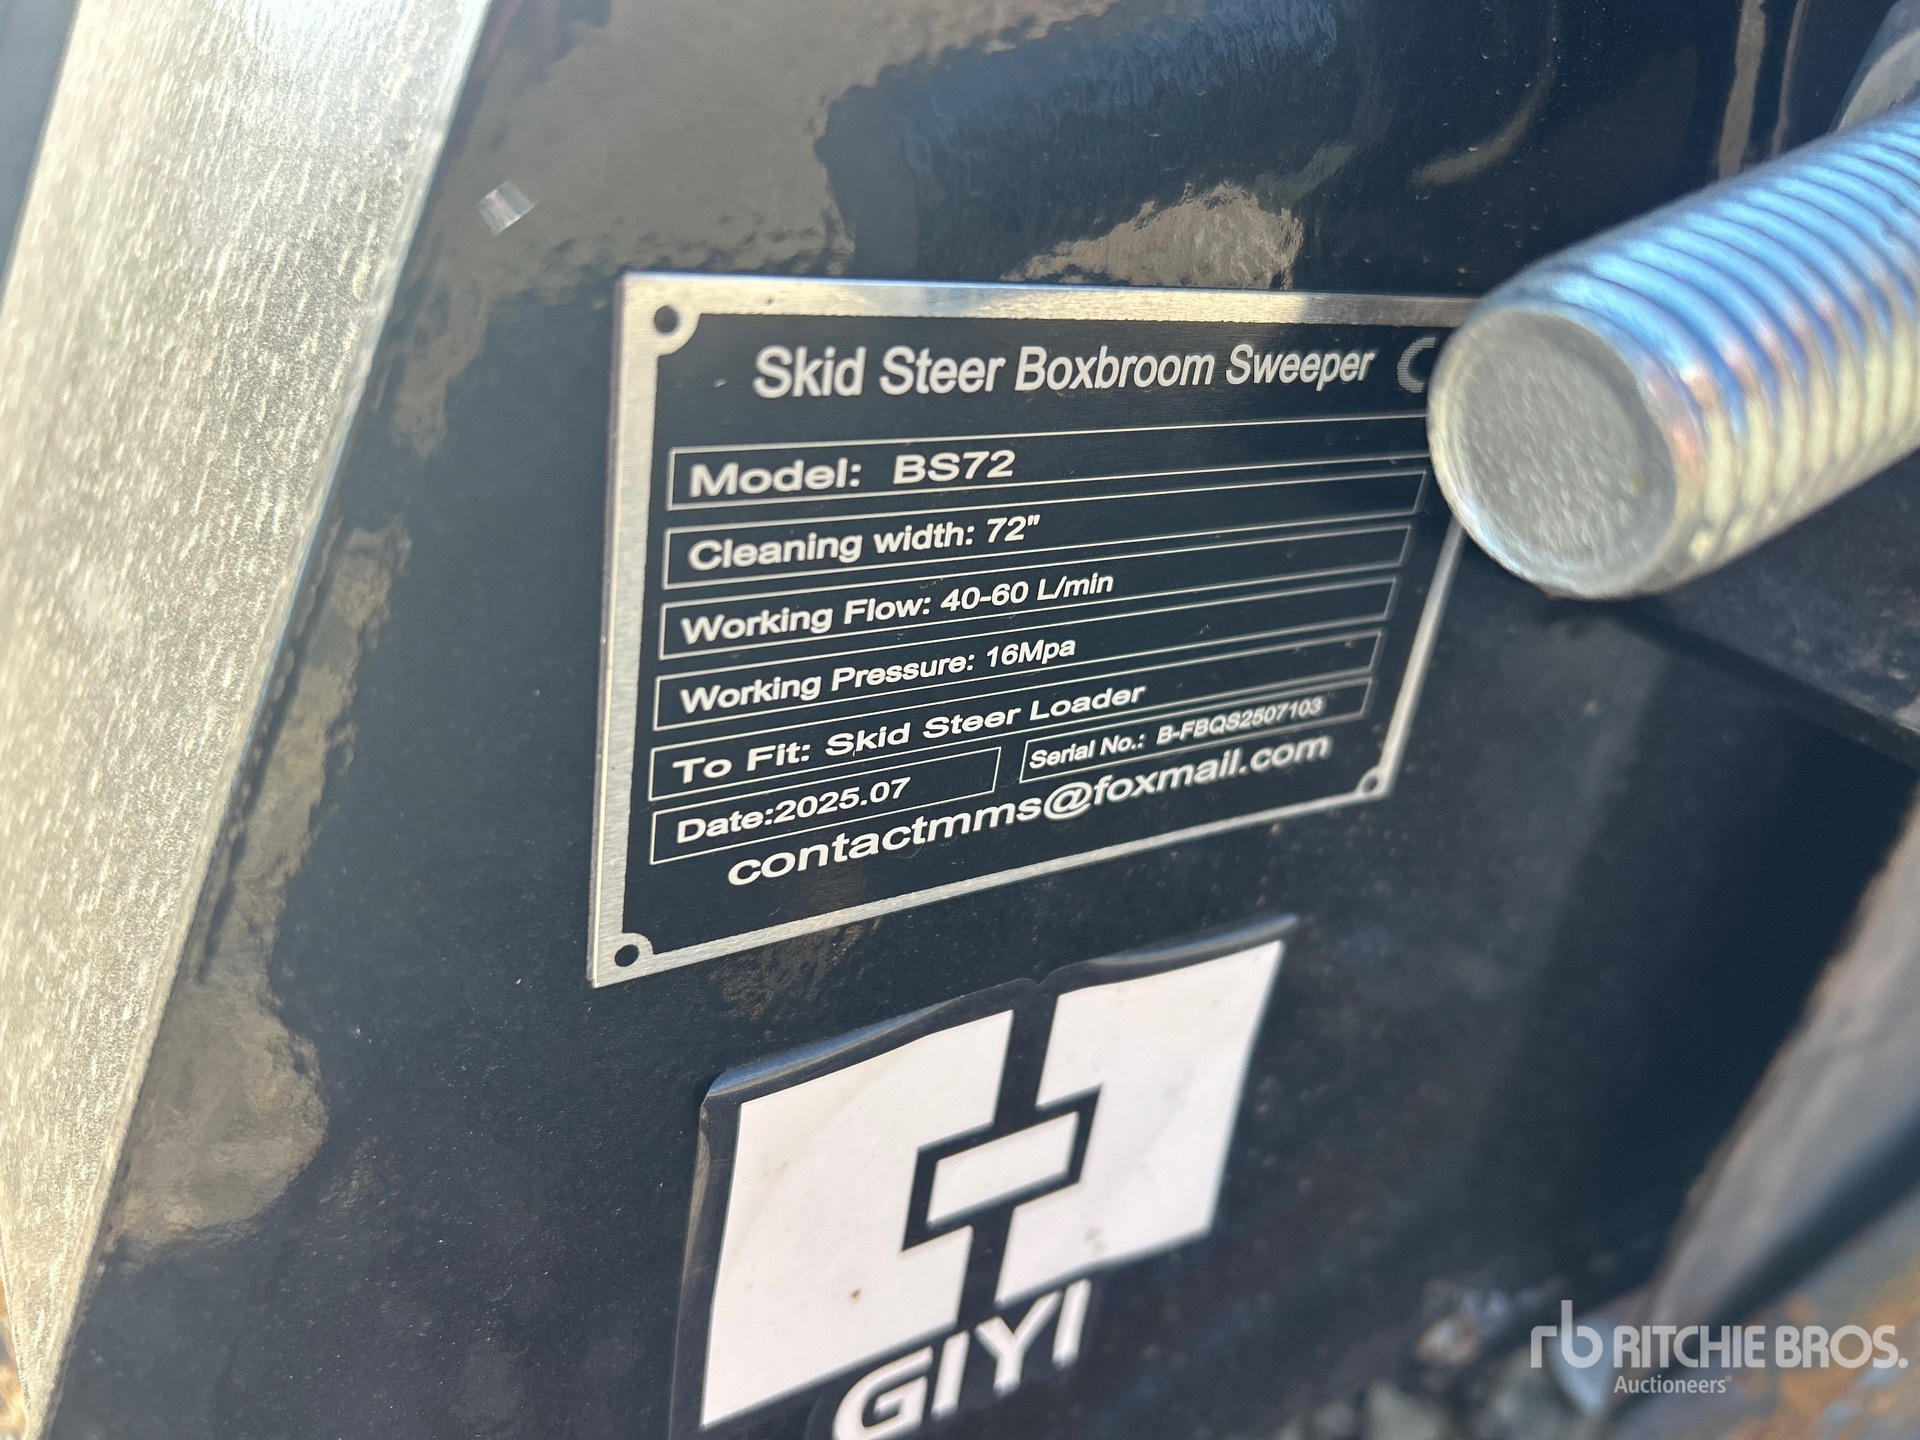 Skid Steer Boxbroom Sweeper C
Model: BS72
Cleaning width: 72"
Working Flow: 40-60 L/min
Working Pressure: 16Mpa
To Fit: Skid Steer Loader
Date:2025.07
Serial No.: B-FBQS2507103
contactmms@foxmail.com
GIYI
rb RITCHIE BROS.
Auctioneers